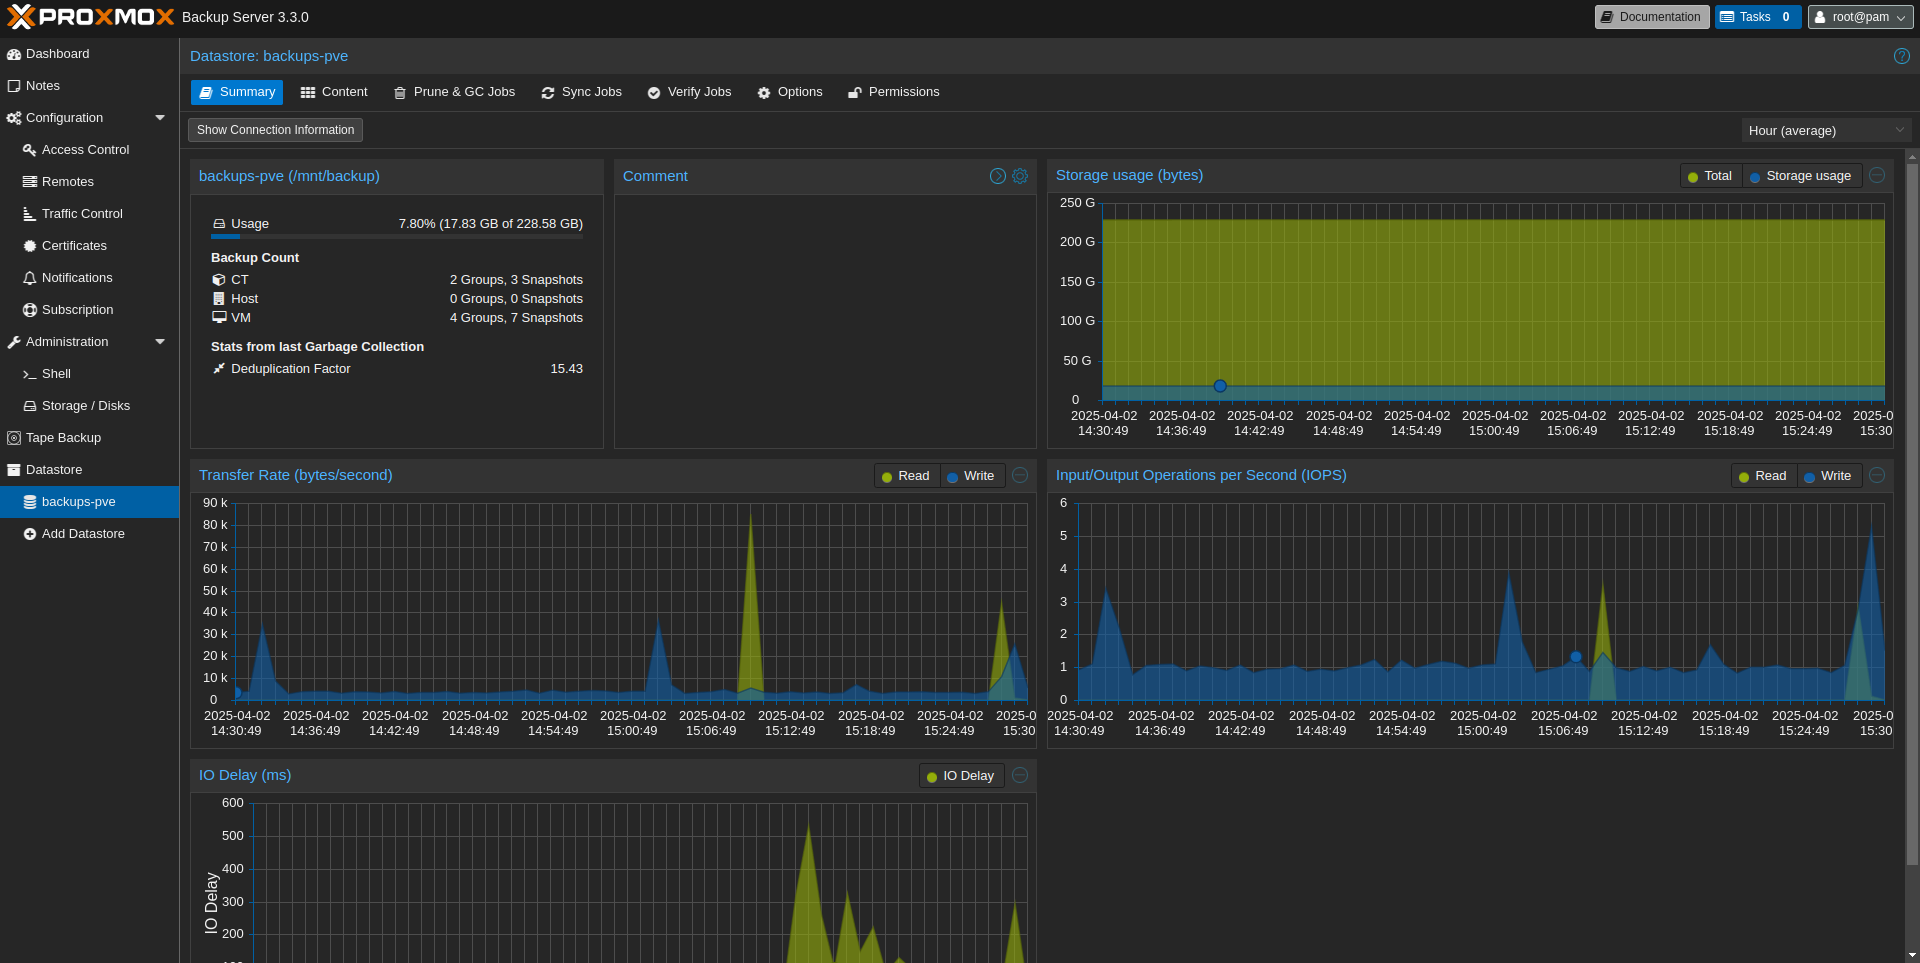 PROXMOX Backup Server 3.3.0
Documentation
Tasks 0
root@pam
Dashboard
Notes
Configuration
Access Control
Remotes
Traffic Control
Certificates
Notifications
Subscription
Administration
Shell
Storage / Disks
Tape Backup
Datastore
backups-pve
Add Datastore
Datastore: backups-pve
Summary
Content
Prune & GC Jobs
Sync Jobs
Verify Jobs
Options
Permissions
Show Connection Information
Hour (average)
backups-pve (/mnt/backup)
Usage 7.80% (17.83 GB of 228.58 GB)
Backup Count
CT 2 Groups, 3 Snapshots
Host 0 Groups, 0 Snapshots
VM 4 Groups, 7 Snapshots
Stats from last Garbage Collection
Deduplication Factor 15.43
Comment
Storage usage (bytes)
Total
Storage usage
250 G
200 G
150 G
100 G
50 G
0
2025-04-02 2025-04-02 2025-04-02 2025-04-02 2025-04-02 2025-04-02 2025-04-02 2025-04-02 2025-04-02 2025-04-02 2025-0
14:30:49 14:36:49 14:42:49 14:48:49 14:54:49 15:00:49 15:06:49 15:12:49 15:18:49 15:24:49 15:30
Transfer Rate (bytes/second)
Read
Write
90 k
80 k
70 k
60 k
50 k
40 k
30 k
20 k
10 k
0
2025-04-02 2025-04-02 2025-04-02 2025-04-02 2025-04-02 2025-04-02 2025-04-02 2025-04-02 2025-04-02 2025-04-02 2025-0
14:30:49 14:36:49 14:42:49 14:48:49 14:54:49 15:00:49 15:06:49 15:12:49 15:18:49 15:24:49 15:30
Input/Output Operations per Second (IOPS)
Read
Write
6
5
4
3
2
1
0
2025-04-02 2025-04-02 2025-04-02 2025-04-02 2025-04-02 2025-04-02 2025-04-02 2025-04-02 2025-04-02 2025-04-02 2025-0
14:30:49 14:36:49 14:42:49 14:48:49 14:54:49 15:00:49 15:06:49 15:12:49 15:18:49 15:24:49 15:30
IO Delay (ms)
IO Delay
IO Delay
600
500
400
300
200